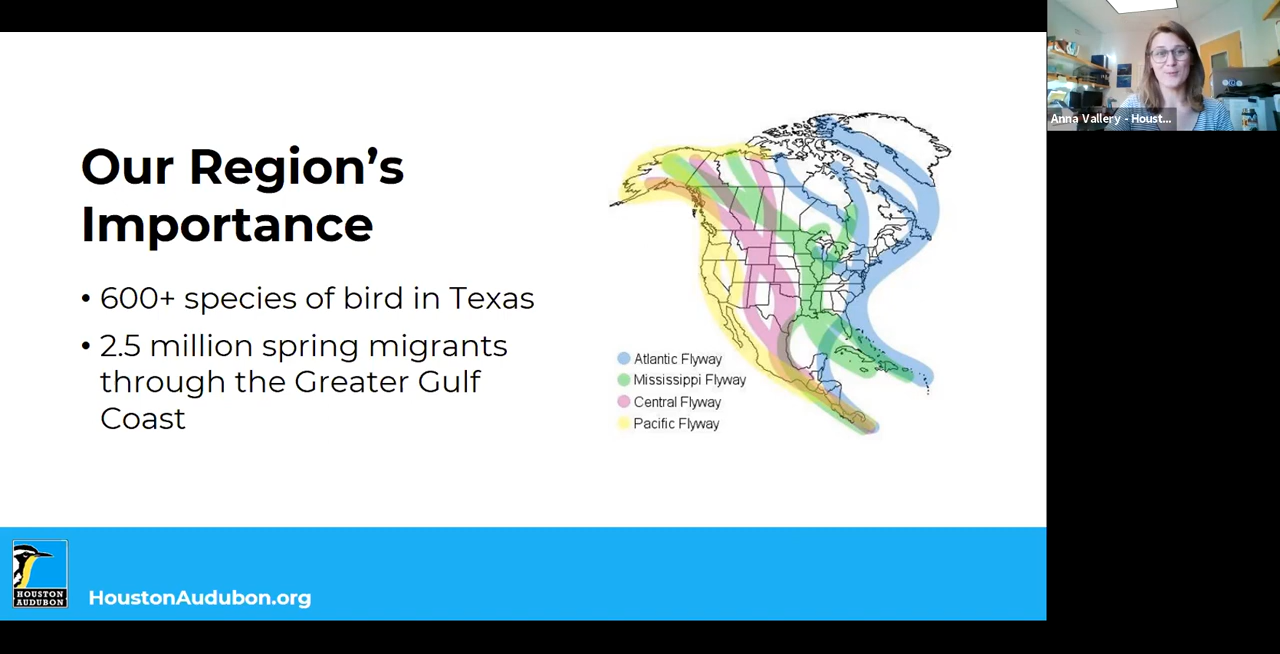 Our Region’s
Importance
• 600+ species of bird in Texas
• 2.5 million spring migrants
through the Greater Gulf
Coast
Atlantic Flyway
Mississippi Flyway
Central Flyway
Pacific Flyway
HOUSTON
AUDUBON
HoustonAudubon.org
Anna Vallery - Houst...